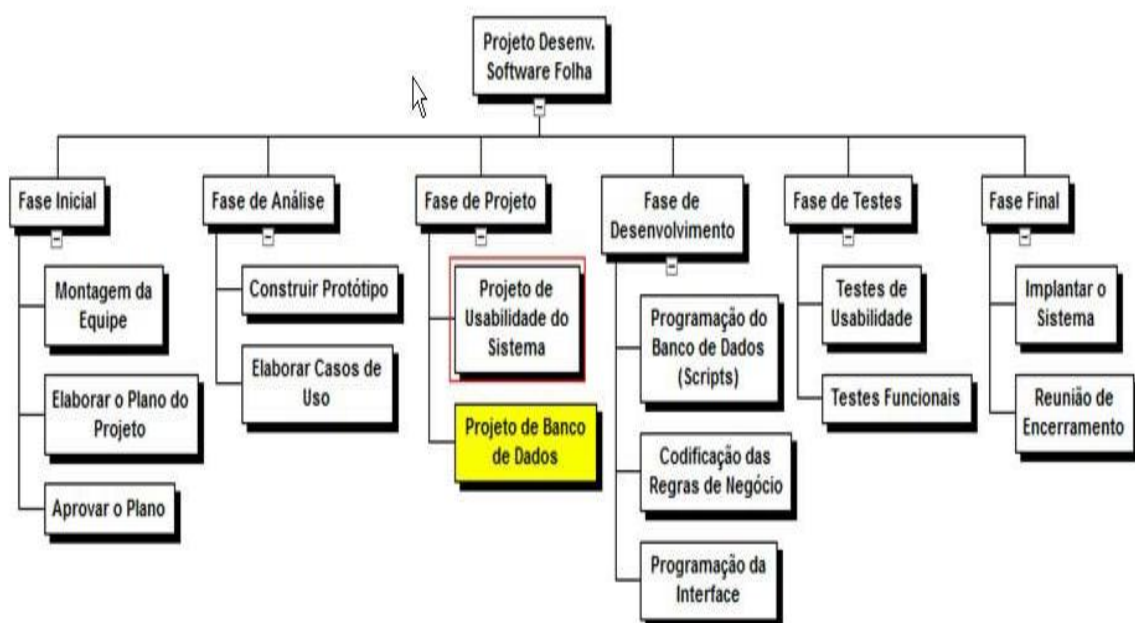 Projeto Desenv.
Software Folha
Fase Inicial
Montagem da
Equipe
Elaborar o Plano do
Projeto
Aprovar o Plano
Fase de Análise
Construir Protótipo
Elaborar Casos de
Uso
Fase de Projeto
Projeto de
Usabilidade do
Sistema
Projeto de Banco
de Dados
Fase de
Desenvolvimento
Programação do
Banco de Dados
(Scripts)
Codificação das
Regras de Negócio
Programação da
Interface
Fase de Testes
Testes de
Usabilidade
Testes Funcionais
Fase Final
Implantar o
Sistema
Reunião de
Encerramento